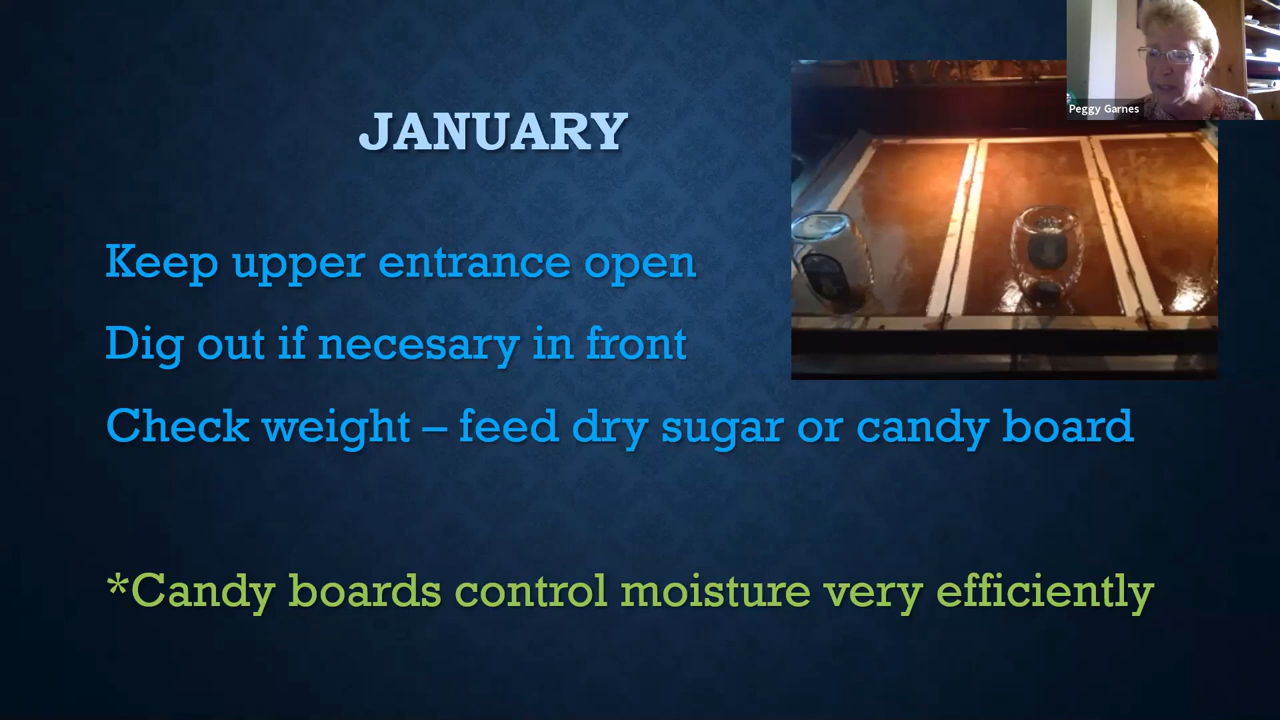 JANUARY
Peggy Garnes
Keep upper entrance open
Dig out if necesary in front
Check weight – feed dry sugar or candy board
*Candy boards control moisture very efficiently